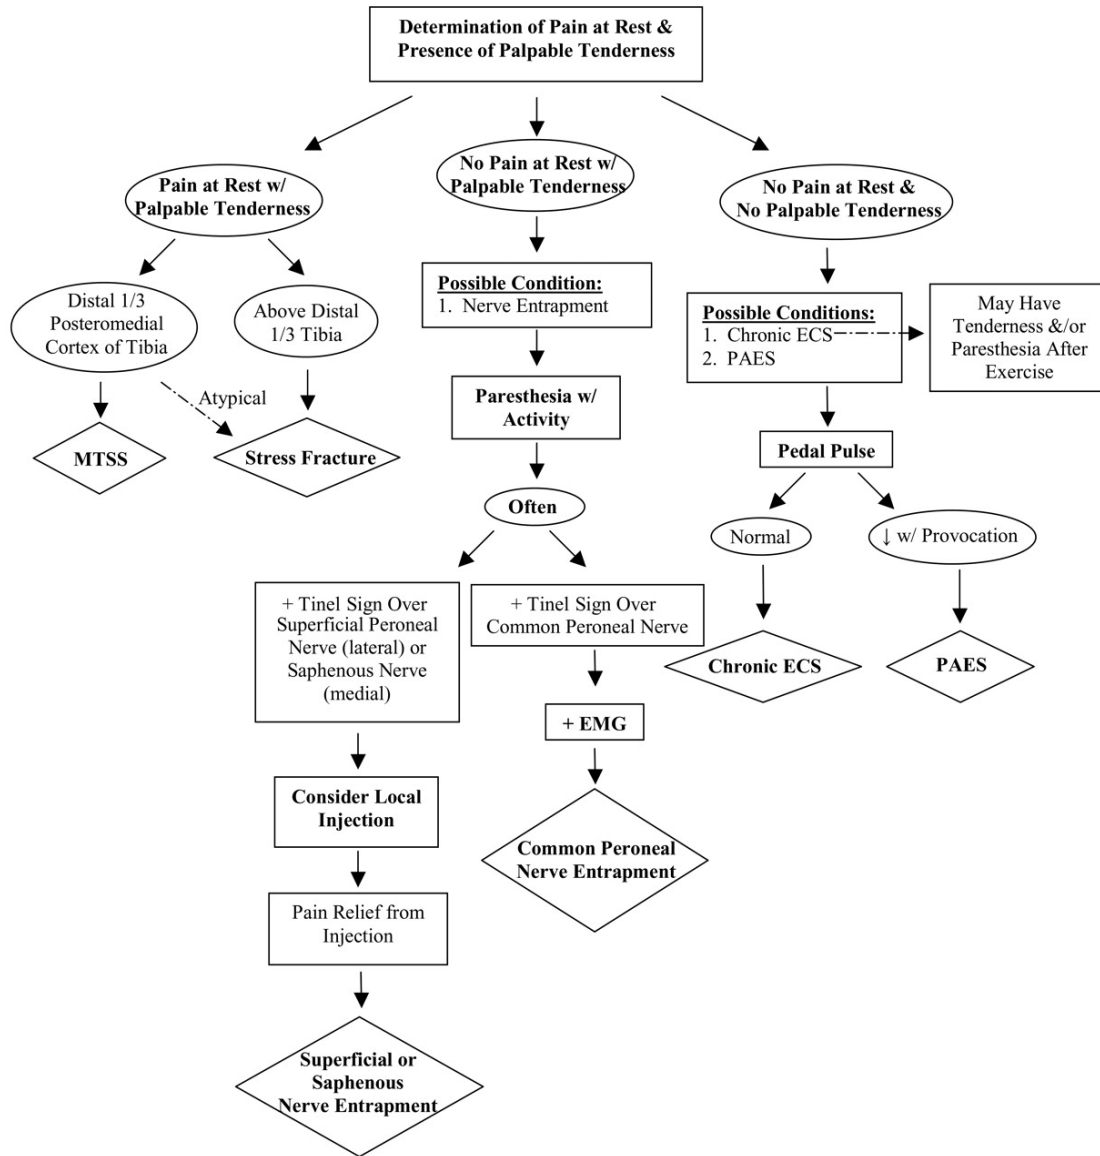 Determination of Pain at Rest &
Presence of Palpable Tenderness
Pain at Rest w/
Palpable Tenderness
No Pain at Rest w/
Palpable Tenderness
No Pain at Rest &
No Palpable Tenderness
Distal 1/3
Posteromedial
Cortex of Tibia
Above Distal
1/3 Tibia
Atypical
MTSS
Stress Fracture
Possible Condition:
1. Nerve Entrapment
Paresthesia w/
Activity
Often
+ Tinel Sign Over
Superficial Peroneal
Nerve (lateral) or
Saphenous Nerve
(medial)
+ Tinel Sign Over
Common Peroneal Nerve
Consider Local
Injection
Pain Relief from
Injection
Superficial or
Saphenous
Nerve Entrapment
+ EMG
Common Peroneal
Nerve Entrapment
Possible Conditions:
1. Chronic ECS
2. PAES
May Have
Tenderness &/or
Paresthesia After
Exercise
Pedal Pulse
Normal
↓ w/ Provocation
Chronic ECS
PAES